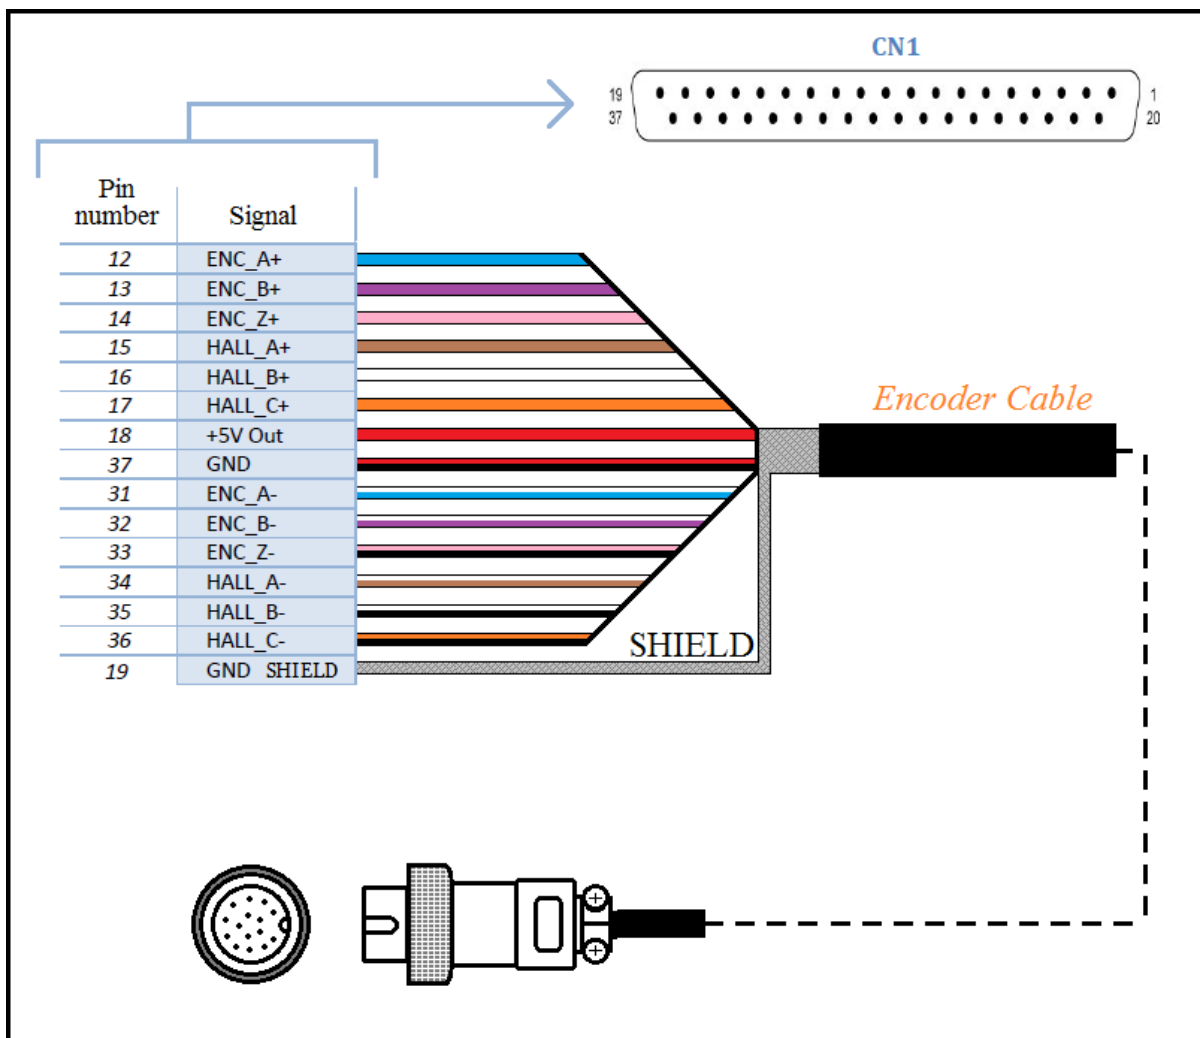 CN1
19 1
37 20
Pin number Signal
12 ENC_A+
13 ENC_B+
14 ENC_Z+
15 HALL_A+
16 HALL_B+
17 HALL_C+
18 +5V Out
37 GND
31 ENC_A-
32 ENC_B-
33 ENC_Z-
34 HALL_A-
35 HALL_B-
36 HALL_C-
19 GND SHIELD
Encoder Cable
SHIELD